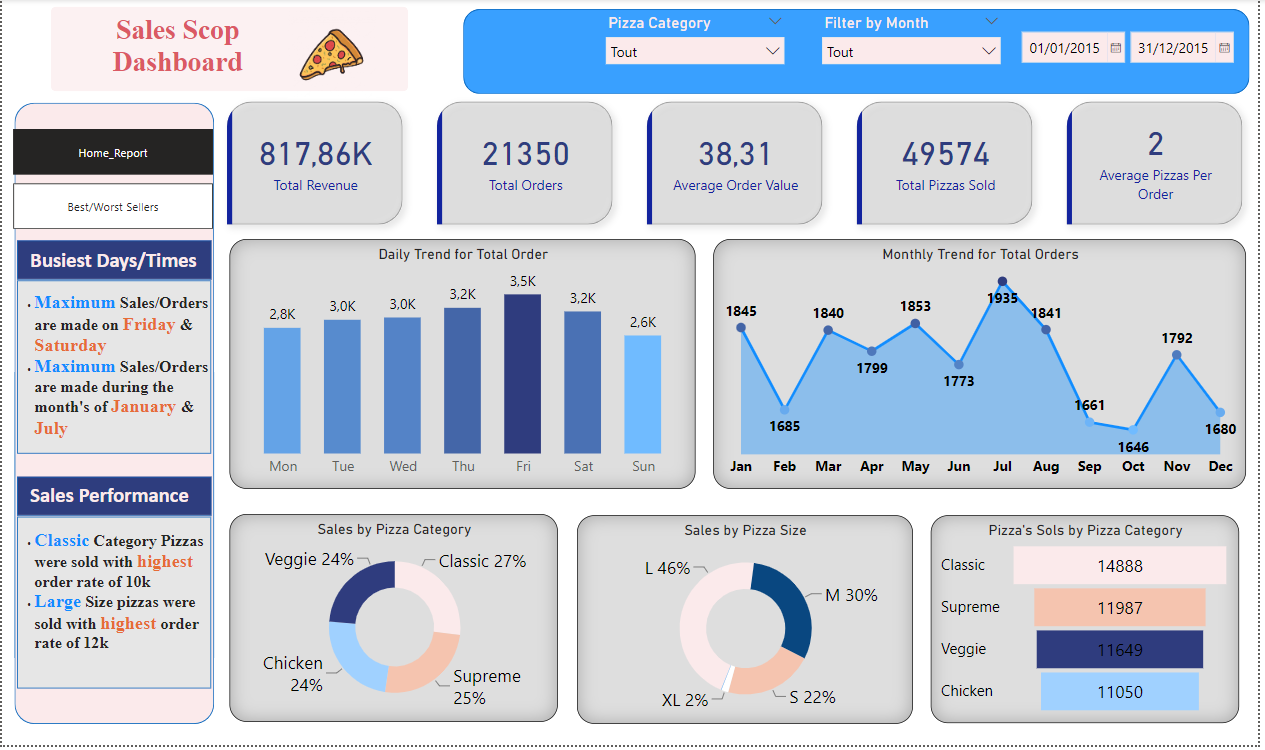 Sales Scop
Dashboard
Pizza Category
Tout
Filter by Month
Tout
01/01/2015
31/12/2015
Home_Report
Best/Worst Sellers
Busiest Days/Times
. Maximum Sales/Orders
are made on Friday &
Saturday
. Maximum Sales/Orders
are made during the
month's of January &
July
Sales Performance
. Classic Category Pizzas
were sold with highest
order rate of 10k
. Large Size pizzas were
sold with highest order
rate of 12k
817,86K
Total Revenue
21350
Total Orders
38,31
Average Order Value
49574
Total Pizzas Sold
2
Average Pizzas Per
Order
Daily Trend for Total Order
2,8K
3,0K
3,0K
3,2K
3,5K
3,2K
2,6K
Mon
Tue
Wed
Thu
Fri
Sat
Sun
Monthly Trend for Total Orders
1845
1685
1840
1799
1853
1773
1935
1841
1661
1646
1792
1680
Jan
Feb
Mar
Apr
May
Jun
Jul
Aug
Sep
Oct
Nov
Dec
Sales by Pizza Category
Veggie 24%
Classic 27%
Chicken
24%
Supreme
25%
Sales by Pizza Size
L 46%
M 30%
XL 2%
S 22%
Pizza's Sols by Pizza Category
Classic
14888
Supreme
11987
Veggie
11649
Chicken
11050